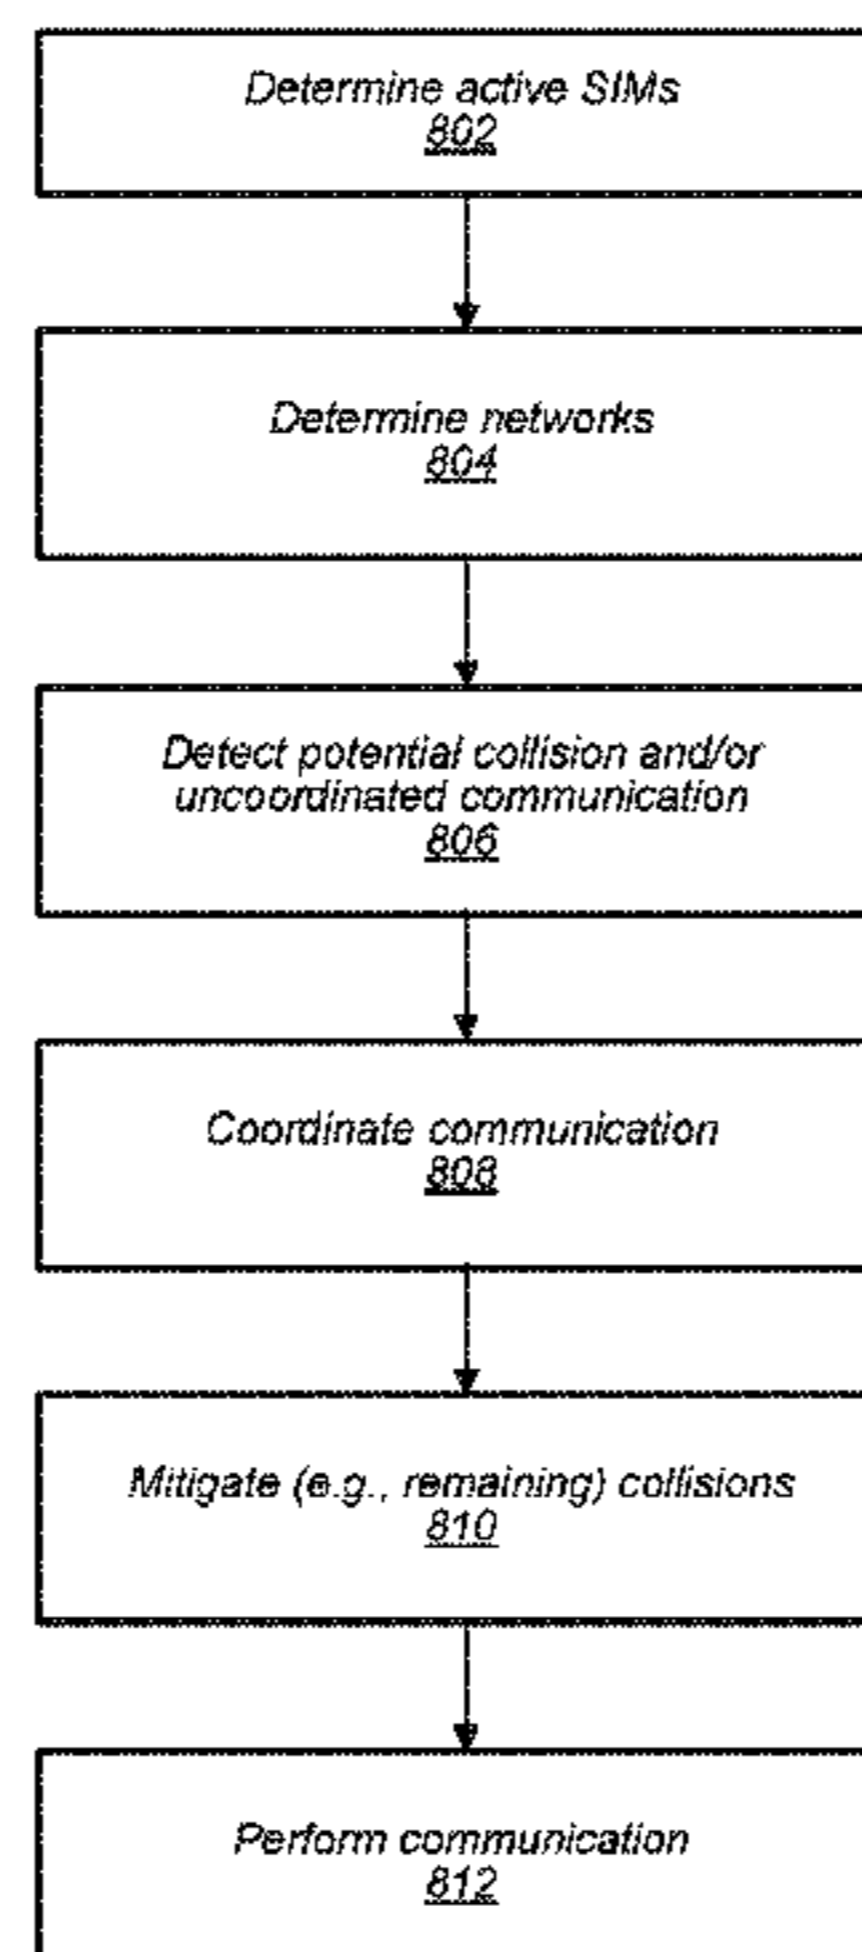 Determine active SIMs
802
Determine networks
804
Detect potential collision and/or
uncoordinated communication
806
Coordinate communication
808
Mitigate (e.g., remaining) collisions
810
Perform communication
812